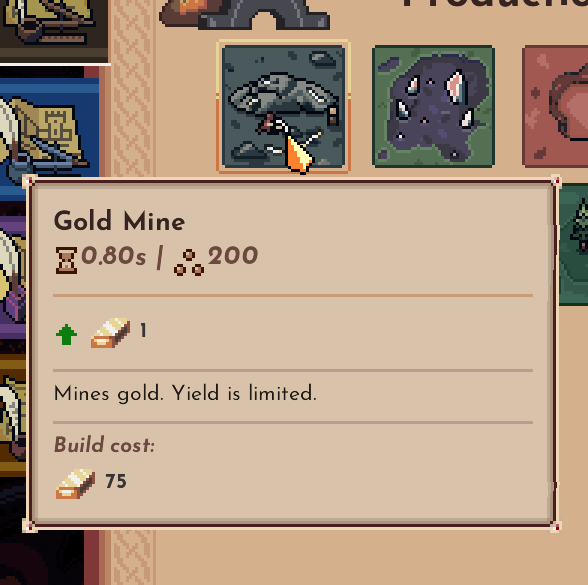 Gold Mine
0.80s | 200
1
Mines gold. Yield is limited.
Build cost:
75